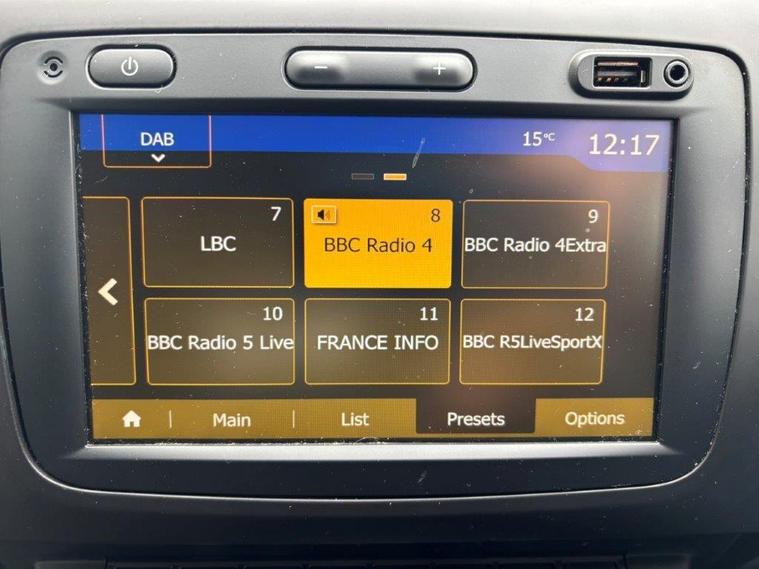 DAB
15°C
12:17
7
LBC
8
BBC Radio 4
9
BBC Radio 4Extra
10
BBC Radio 5 Live
11
FRANCE INFO
12
BBC R5LiveSportX
Main
List
Presets
Options